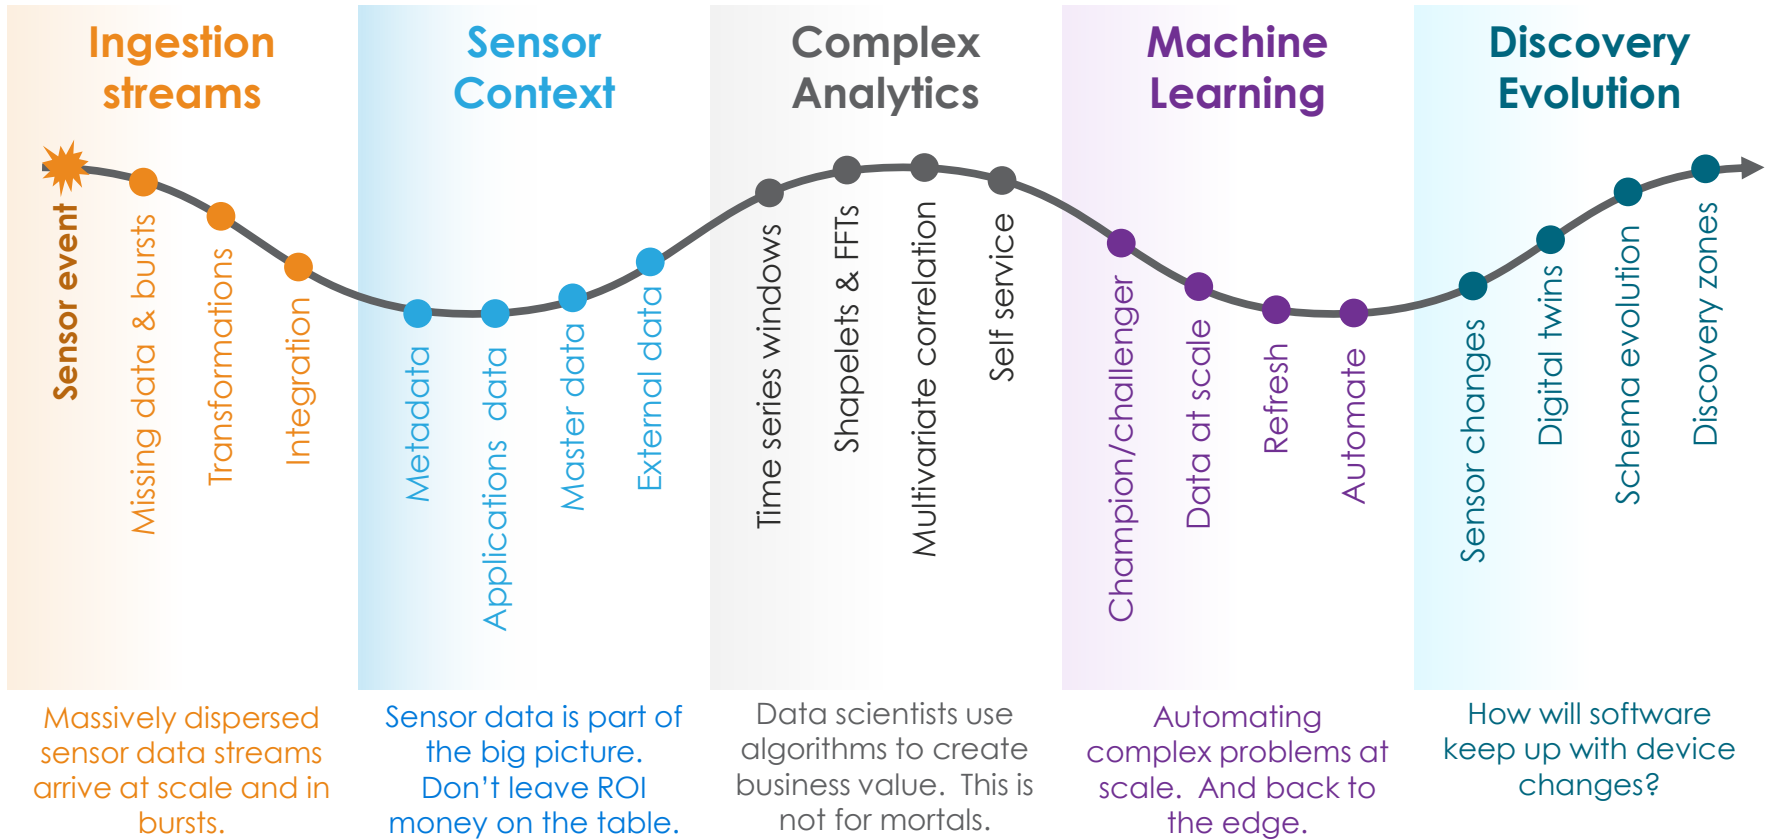 Ingestion
streams
Sensor
Context
Complex
Analytics
Machine
Learning
Discovery
Evolution
Sensor event
Missing data & bursts
Transformations
Integration
Metadata
Applications data
Master data
External data
Time series windows
Shapelets & FFTs
Multivariate correlation
Self service
Champion/challenger
Data at scale
Refresh
Automate
Sensor changes
Digital twins
Schema evolution
Discovery zones
Massively dispersed
sensor data streams
arrive at scale and in
bursts.
Sensor data is part of
the big picture.
Don't leave ROI
money on the table.
Data scientists use
algorithms to create
business value. This is
not for mortals.
Automating
complex problems at
scale. And back to
the edge.
How will software
keep up with device
changes?